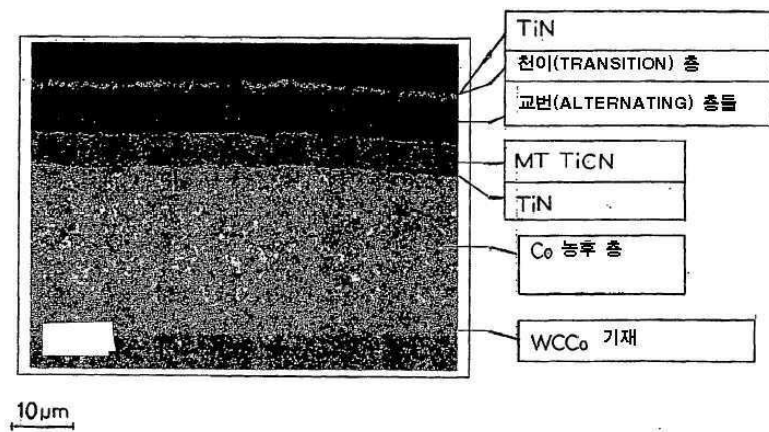 TiN
천이(TRANSITION) 층
교번(ALTERNATING) 층들
MT TiCN
TiN
Co 농후 층
WCCo 기재
10μm